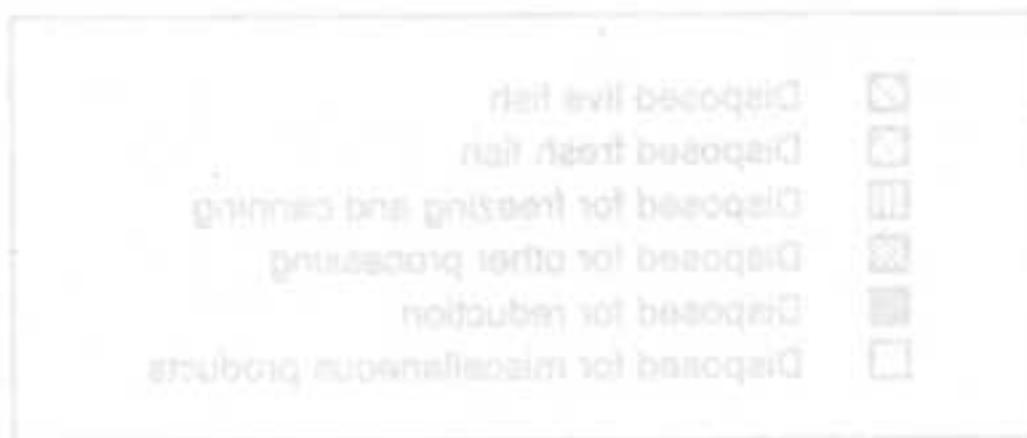 Disposed live fish
Disposed fresh fish
Disposed for freezing and canning
Disposed for other processing
Disposed for reduction
Disposed for miscellaneous products